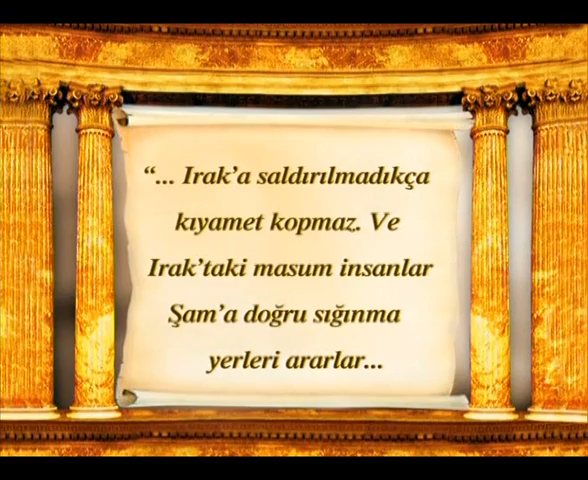 “... Irak’a saldırılmadıkça
kıyamet kopmaz. Ve
Irak’taki masum insanlar
Şam’a doğru sığınma
yerleri ararlar...